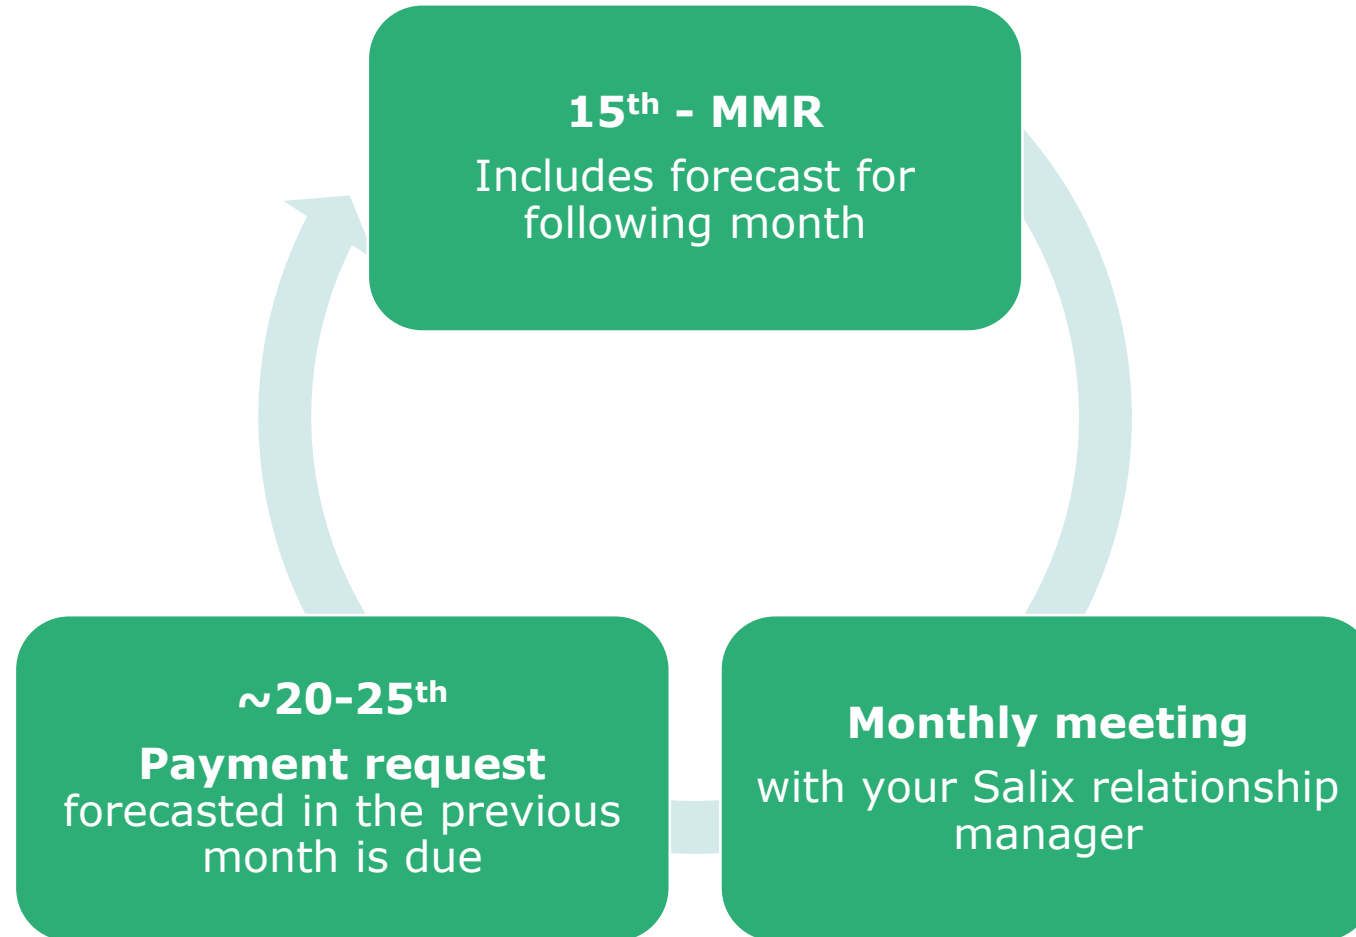 15th - MMR
Includes forecast for
following month
Monthly meeting
with your Salix relationship
manager
~20-25th
Payment request
forecasted in the previous
month is due